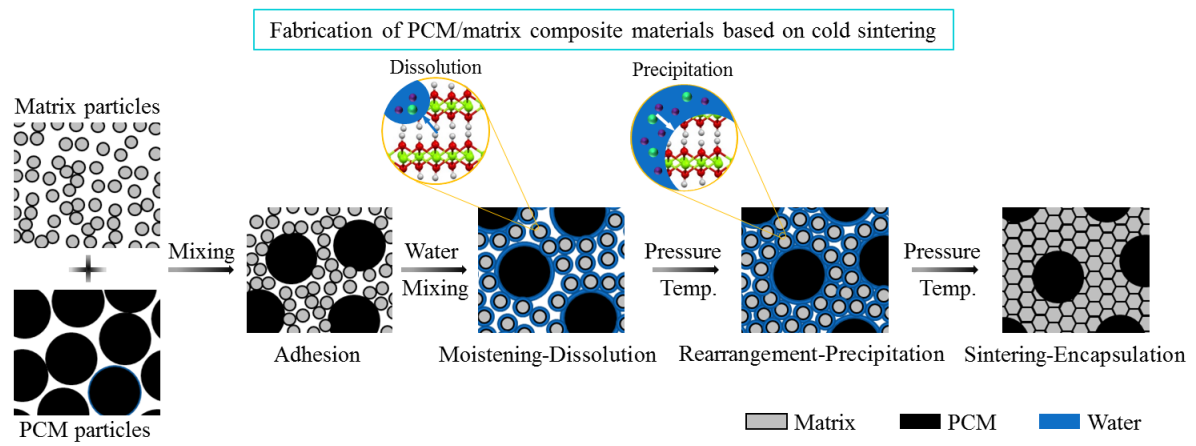 Fabrication of PCM/matrix composite materials based on cold sintering
Dissolution
Precipitation
Matrix particles
Mixing
Water
Mixing
Pressure
Temp.
Pressure
Temp.
Adhesion
Moistening-Dissolution
Rearrangement-Precipitation
Sintering-Encapsulation
PCM particles
Matrix
PCM
Water